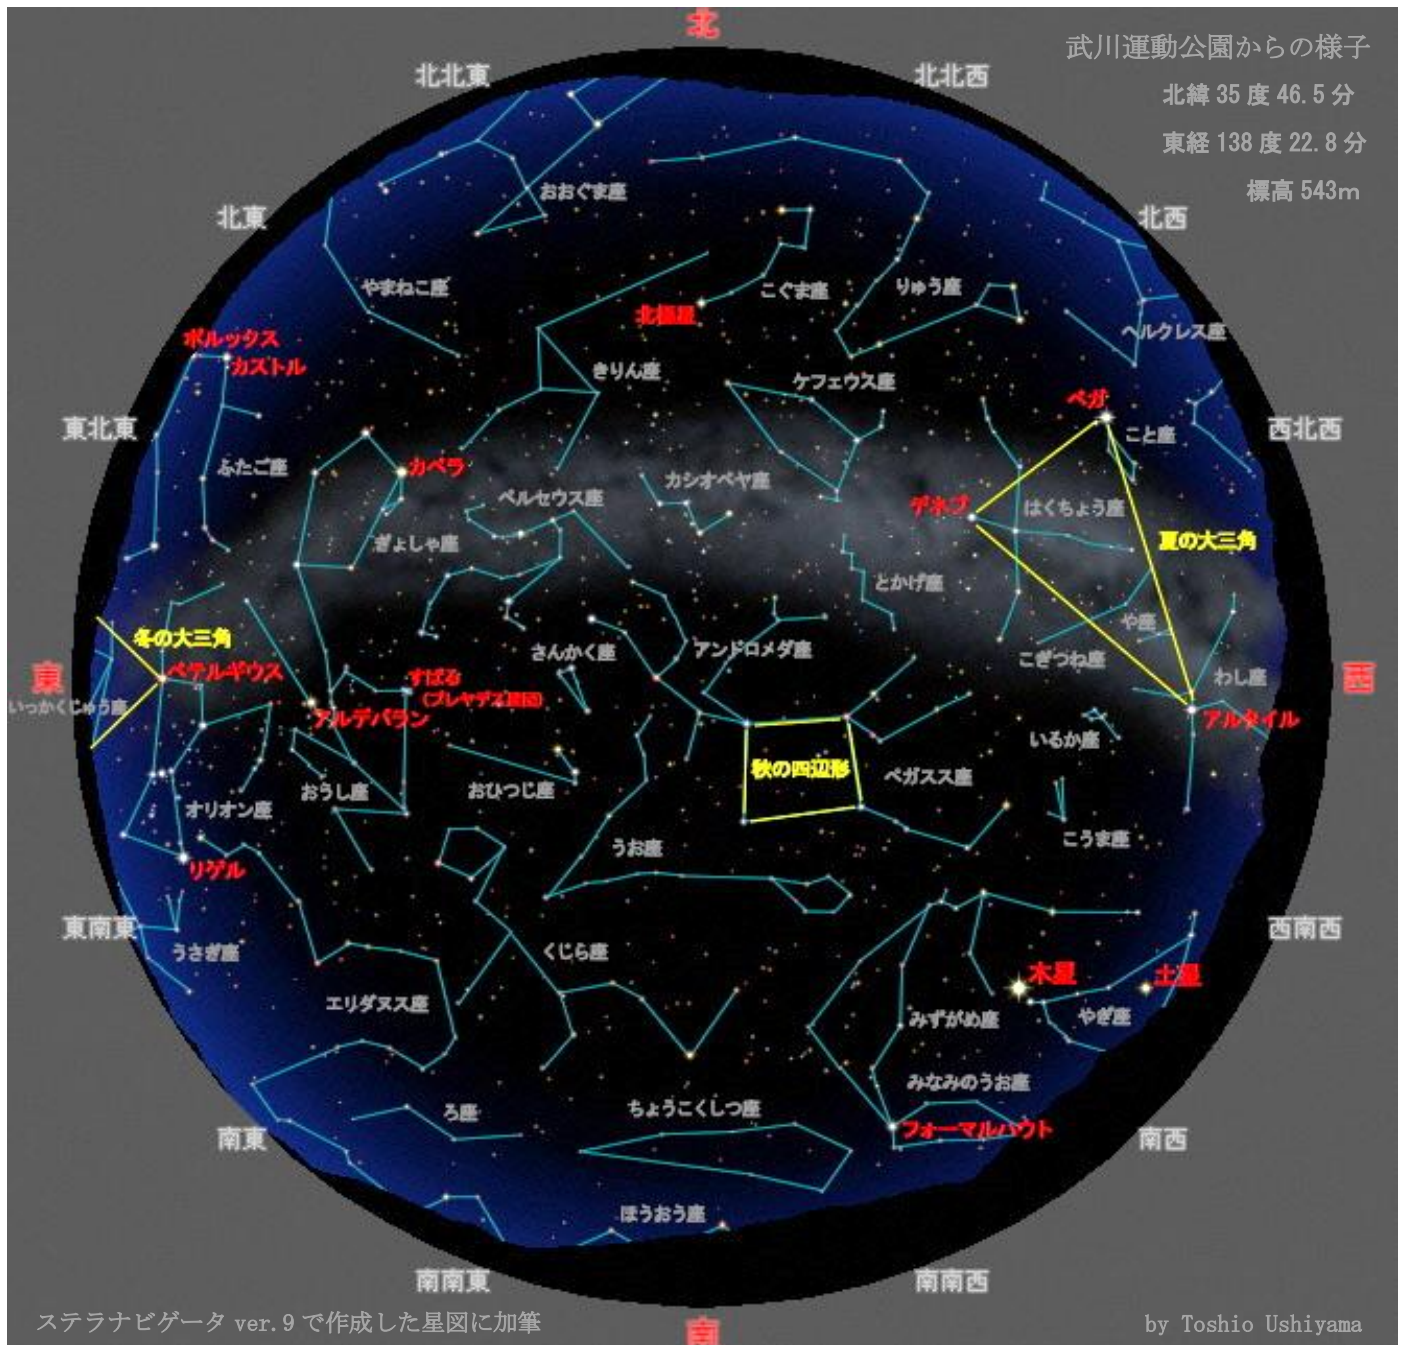 北
武川運動公園からの様子
北緯 35 度 46.5 分
東経 138 度 22.8 分
標高 543m
北北東
北北西
おおぐま座
北東
北西
やまねこ座
こぐま座
りゅう座
北極星
ヘルクレス座
ポルックス
カストル
きりん座
ケフェウス座
ベガ
東北東
こと座
西北西
ふたご座
カペラ
カシオペヤ座
ペルセウス座
デネブ
はくちょう座
ぎょしゃ座
夏の大三角
とかげ座
や座
冬の大三角
さんかく座
アンドロメダ座
こぎつね座
東
ベテルギウス
すばる
(プレヤデス星団)
わし座
西
いっかくじゅう座
アルデバラン
アルタイル
いるか座
秋の四辺形
ペガスス座
おうし座
おひつじ座
オリオン座
うお座
こうま座
リゲル
東南東
西南西
うさぎ座
くじら座
木星
土星
エリダヌス座
みずがめ座
やぎ座
みなみのうお座
ろ座
ちょうこくしつ座
フォーマルハウト
南東
南西
ほうおう座
南南東
南南西
ステラナビゲータ ver.9 で作成した星図に加筆
南
by Toshio Ushiyama